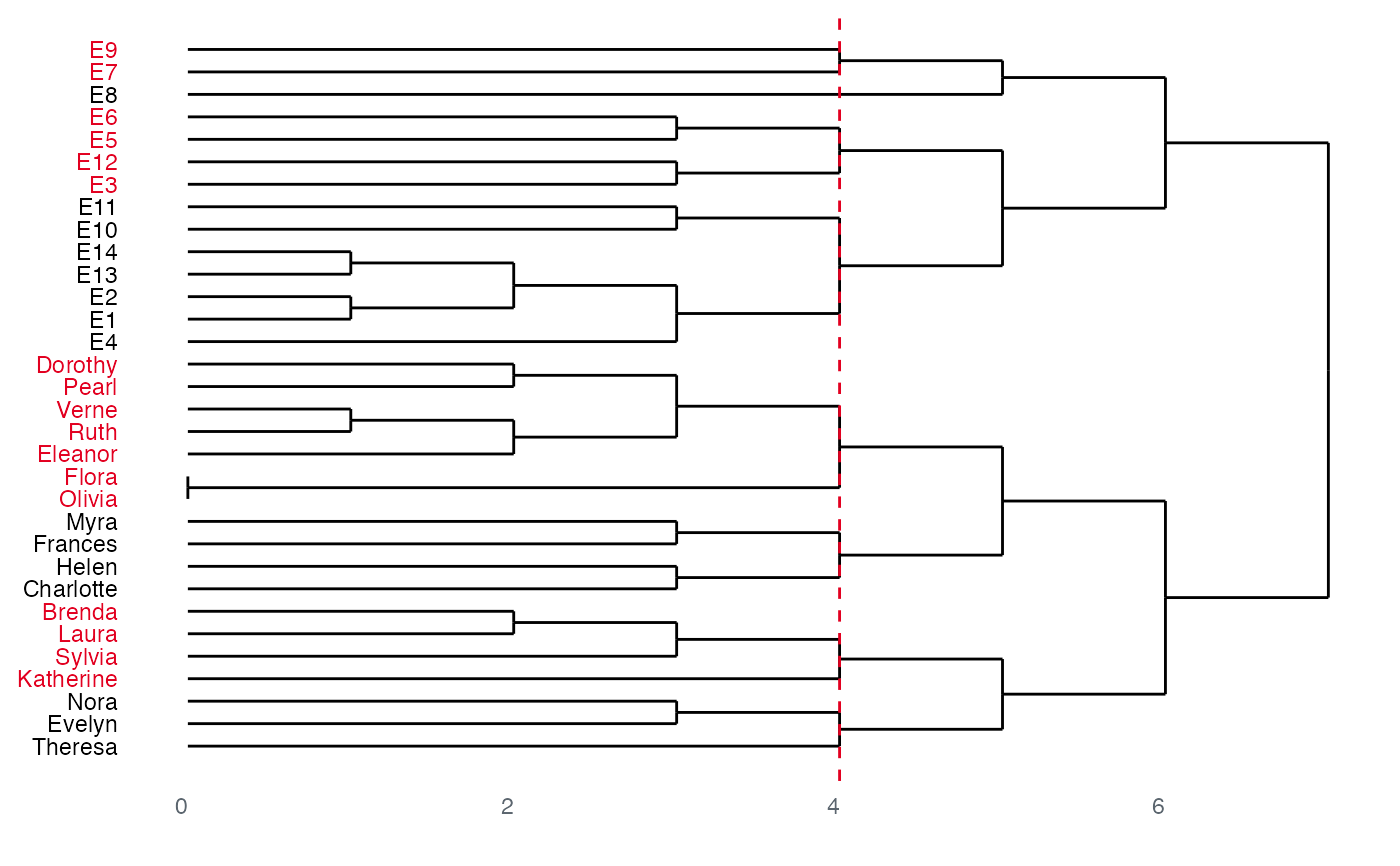 E9
E7
E8
E6
E5
E12
E3
E11
E10
E14
E13
E2
E1
E4
Dorothy
Pearl
Verne
Ruth
Eleanor
Flora
Olivia
Myra
Frances
Helen
Charlotte
Brenda
Laura
Sylvia
Katherine
Nora
Evelyn
Theresa
0 2 4 6